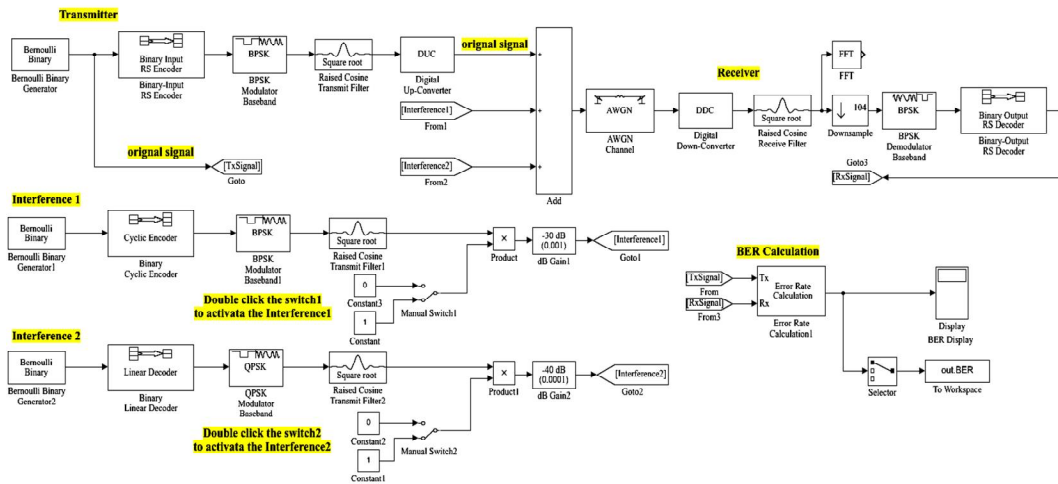 Transmitter
Bernoulli
Binary
Bernoulli Binary
Generator
Binary Input
RS Encoder
Binary-Input
RS Encoder
BPSK
BPSK
Modulator
Baseband
Square root
Raised Cosine
Transmit Filter
DUC
Digital
Up-Converter
orignal signal
[Interference1]
From1
[Interference2]
From2
+
+
+
Add
AWGN
AWGN
Channel
Receiver
DDC
Digital
Down-Converter
Square root
Raised Cosine
Receive Filter
FFT
FFT
104
Downsample
BPSK
BPSK
Demodulator
Baseband
Binary Output
RS Decoder
Binary-Output
RS Decoder
Goto3
[RxSignal]
orignal signal
[TxSignal]
Goto
Interference 1
Bernoulli
Binary
Bernoulli Binary
Generator1
Cyclic Encoder
Binary
Cyclic Encoder
BPSK
BPSK
Modulator
Baseband1
Square root
Raised Cosine
Transmit Filter1
×
Product
-30 dB
(0.001)
dB Gain1
[Interference1]
Goto1
Double click the switch1
to activata the Interference1
0
Constant3
1
Constant
Manual Switch1
BER Calculation
[TxSignal]
From
[RxSignal]
From3
Tx
Rx
Error Rate
Calculation
Error Rate
Calculation1
Display
BER Display
Selector
out.BER
To Workspace
Interference 2
Bernoulli
Binary
Bernoulli Binary
Generator2
Linear Decoder
Binary
Linear Decoder
QPSK
QPSK
Modulator
Baseband
Square root
Raised Cosine
Transmit Filter2
×
Product1
-40 dB
(0.0001)
dB Gain2
[Interference2]
Goto2
Double click the switch2
to activata the Interference2
0
Constant2
1
Constant1
Manual Switch2